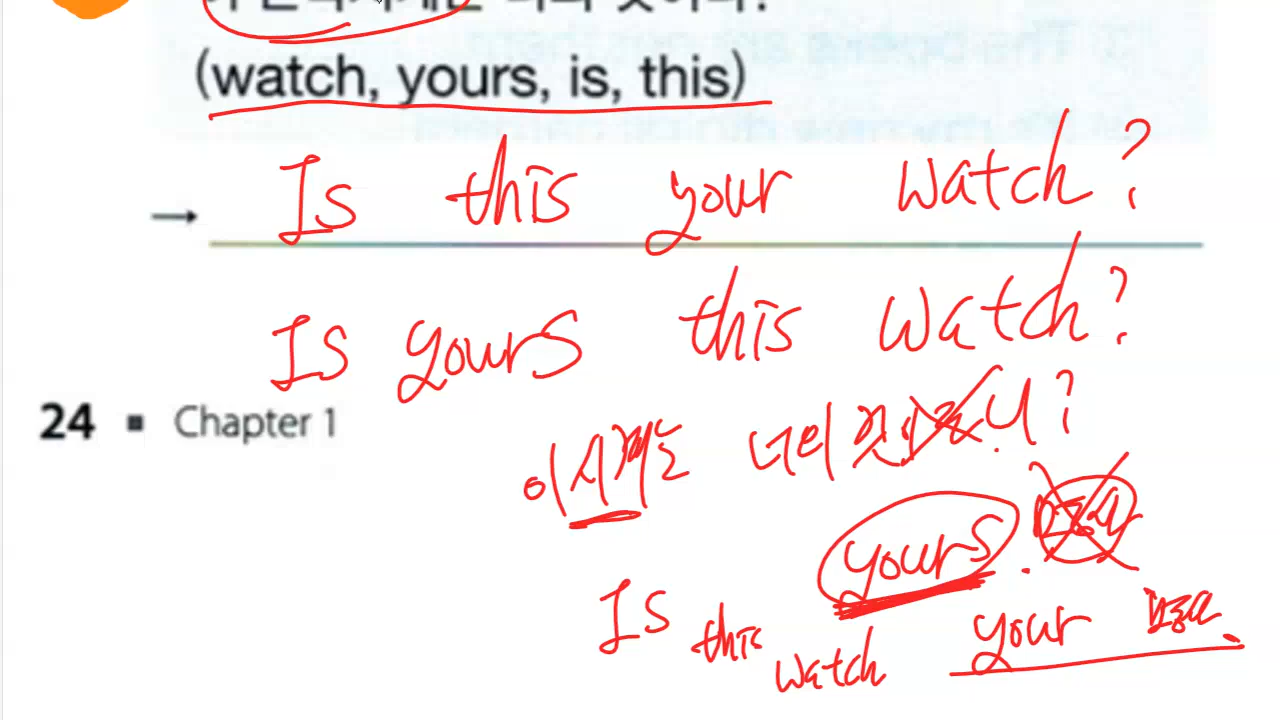 (watch, yours, is, this)
→ Is this your watch?
Is yours this watch?
24 ■ Chapter 1
이 시계는 너의 것이니?
yours.
Is this watch your